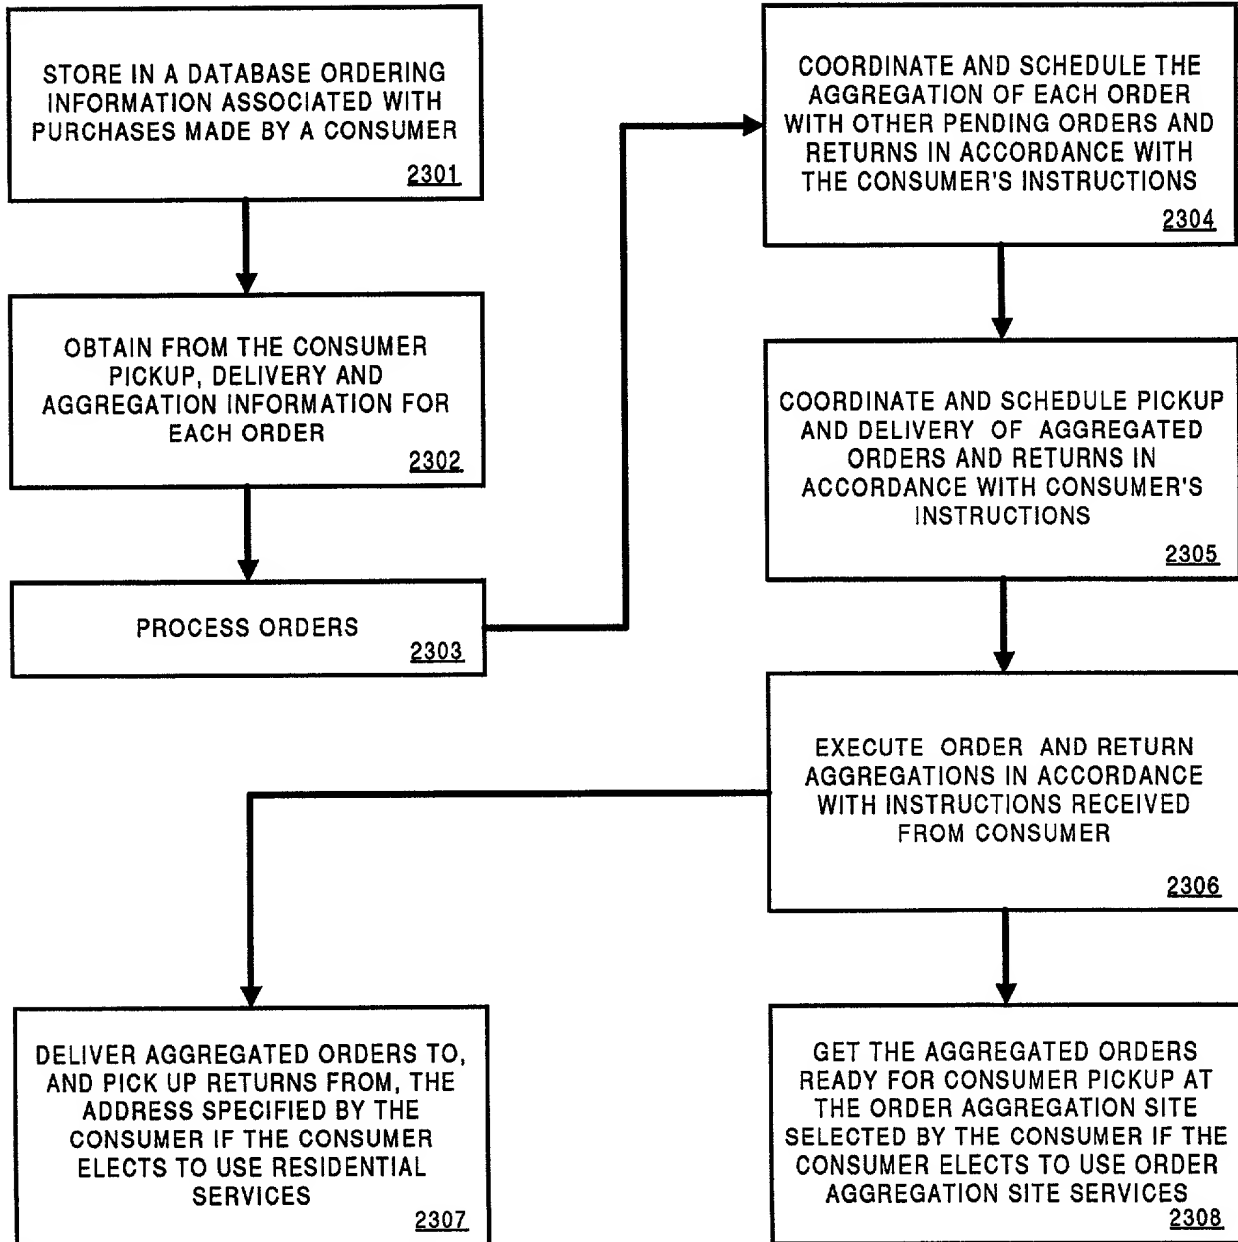 STORE IN A DATABASE ORDERING
INFORMATION ASSOCIATED WITH
PURCHASES MADE BY A CONSUMER
2301
OBTAIN FROM THE CONSUMER
PICKUP, DELIVERY AND
AGGREGATION INFORMATION FOR
EACH ORDER
2302
PROCESS ORDERS
2303
COORDINATE AND SCHEDULE THE
AGGREGATION OF EACH ORDER
WITH OTHER PENDING ORDERS AND
RETURNS IN ACCORDANCE WITH
THE CONSUMER'S INSTRUCTIONS
2304
COORDINATE AND SCHEDULE PICKUP
AND DELIVERY OF AGGREGATED
ORDERS AND RETURNS IN
ACCORDANCE WITH CONSUMER'S
INSTRUCTIONS
2305
EXECUTE ORDER AND RETURN
AGGREGATIONS IN ACCORDANCE
WITH INSTRUCTIONS RECEIVED
FROM CONSUMER
2306
DELIVER AGGREGATED ORDERS TO,
AND PICK UP RETURNS FROM, THE
ADDRESS SPECIFIED BY THE
CONSUMER IF THE CONSUMER
ELECTS TO USE RESIDENTIAL
SERVICES
2307
GET THE AGGREGATED ORDERS
READY FOR CONSUMER PICKUP AT
THE ORDER AGGREGATION SITE
SELECTED BY THE CONSUMER IF THE
CONSUMER ELECTS TO USE ORDER
AGGREGATION SITE SERVICES
2308